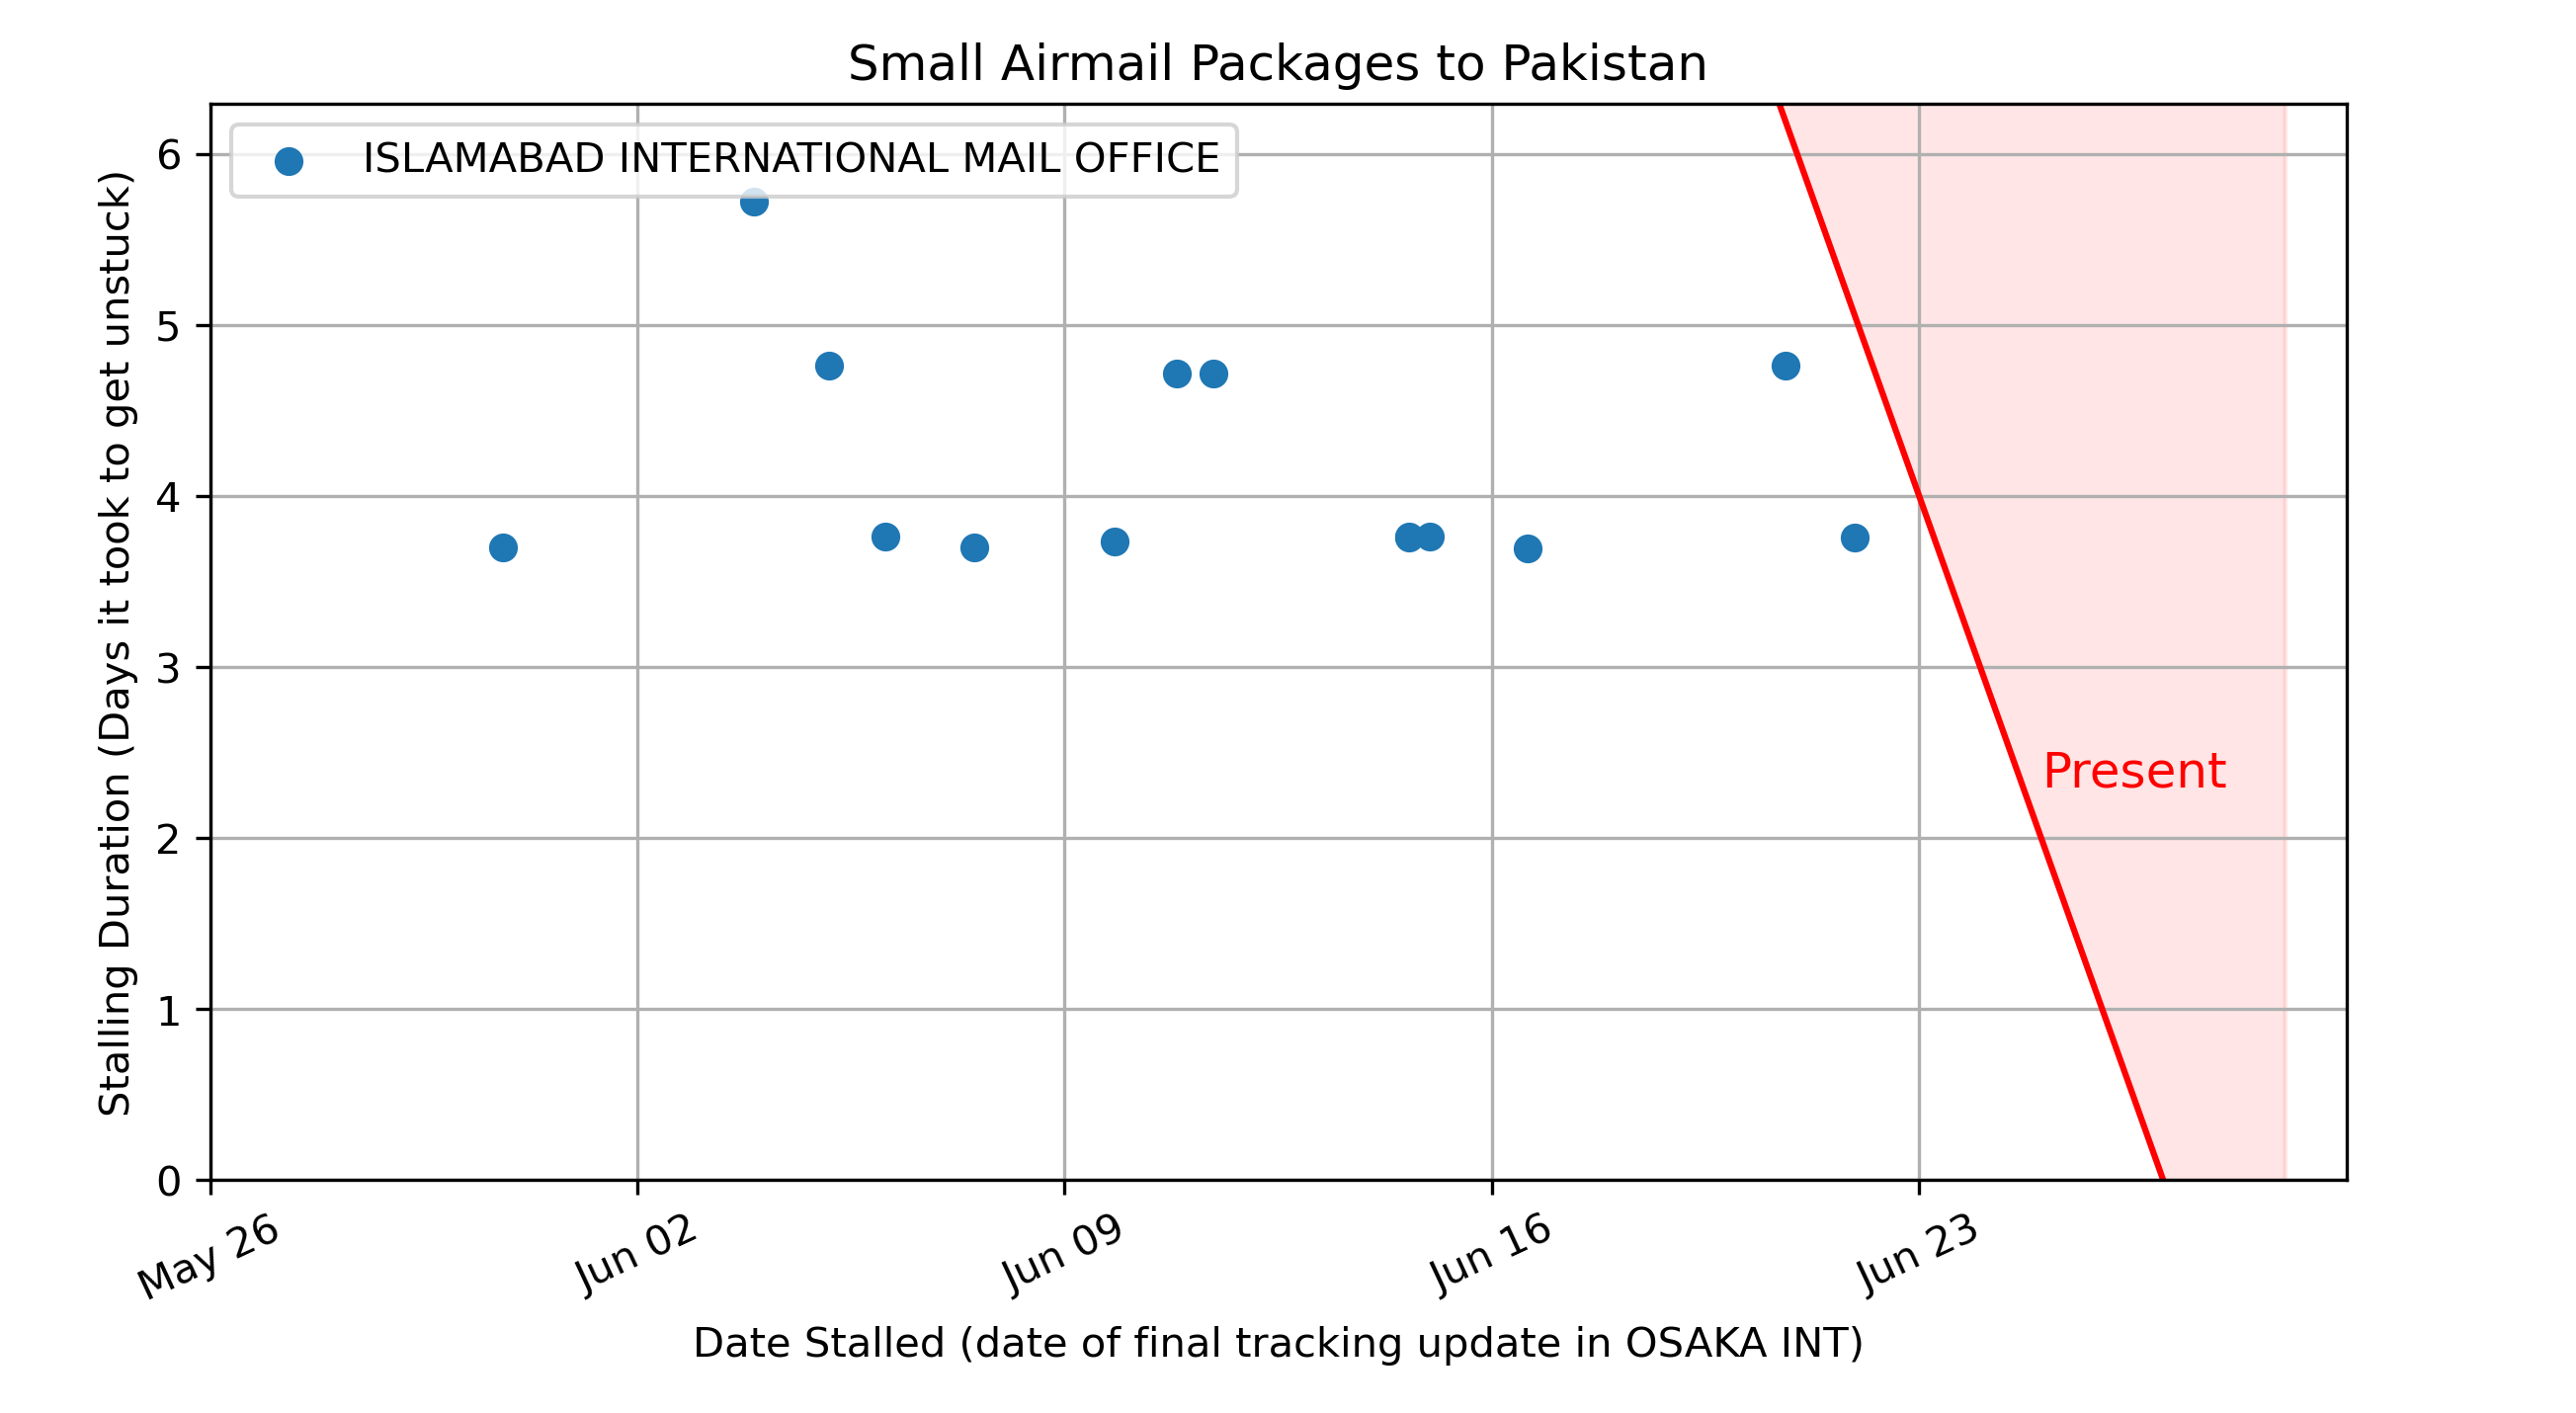 Small Airmail Packages to Pakistan
ISLAMABAD INTERNATIONAL MAIL OFFICE
Stalling Duration (Days it took to get unstuck)
6
5
4
3
2
1
0
Present
May 26
Jun 02
Jun 09
Jun 16
Jun 23
Date Stalled (date of final tracking update in OSAKA INT)